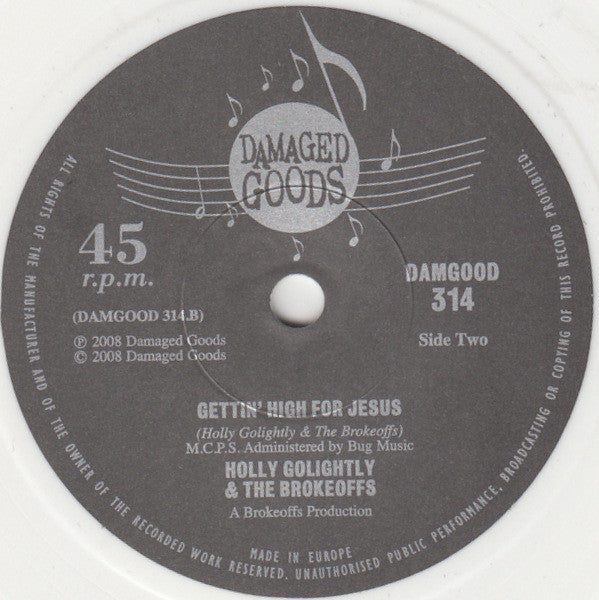 DAMAGED
GOODS
45
r.p.m.
(DAMGOOD 314.B)
℗ 2008 Damaged Goods
© 2008 Damaged Goods
DAMGOOD
314
Side Two
GETTIN' HIGH FOR JESUS
(Holly Golightly & The Brokeoffs)
M.C.P.S. Administered by Bug Music
HOLLY GOLIGHTLY
& THE BROKEOFFS
A Brokeoffs Production
MADE IN EUROPE
ALL RIGHTS OF THE MANUFACTURER AND OF THE OWNER OF THE RECORDED WORK RESERVED. UNAUTHORISED PUBLIC PERFORMANCE, BROADCASTING OR COPYING OF THIS RECORD PROHIBITED.